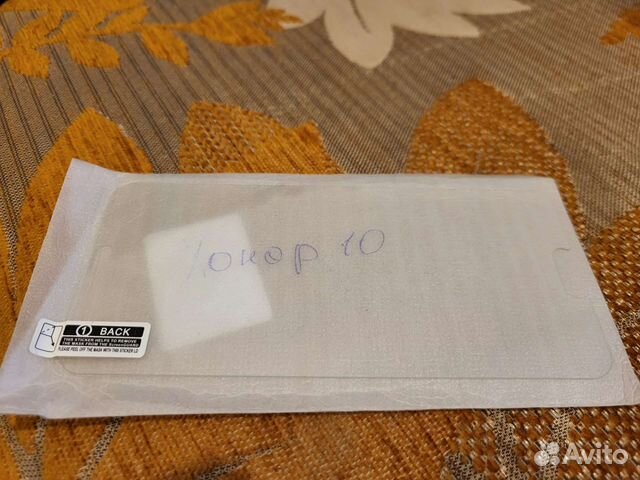 Хонор 10
1 BACK
THIS STICKER HELPS TO REMOVE
THE MASK FROM THE ScreenGUARD
PLEASE PEEL OFF THE MASK WITH THIS STICKER
Avito